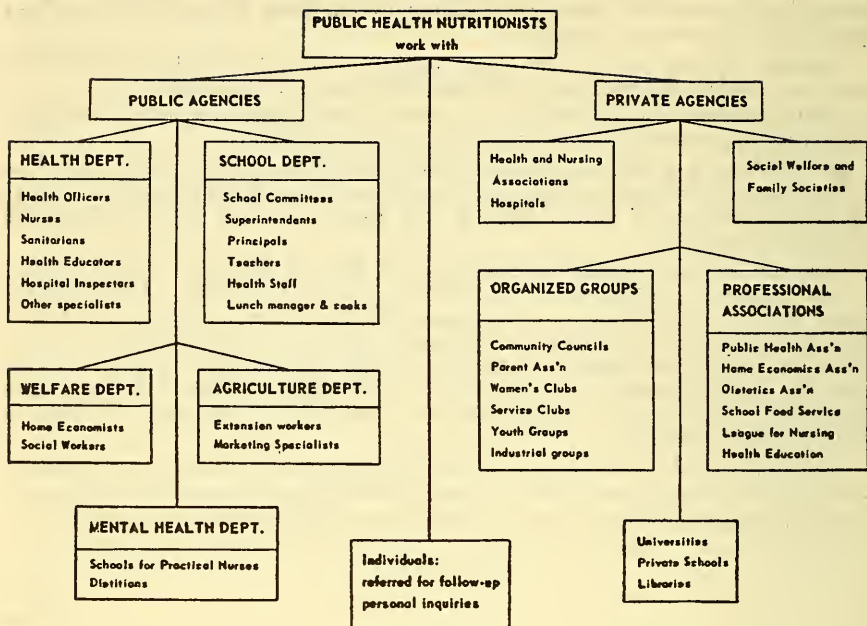 PUBLIC HEALTH NUTRITIONISTS
work with
PUBLIC AGENCIES
PRIVATE AGENCIES
HEALTH DEPT.
Health Officers
Nurses
Sanitarians
Health Educators
Hospital Inspectors
Other specialists
SCHOOL DEPT.
School Committees
Superintendants
Principals
Teachers
Health Staff
Lunch manager & cooks
Health and Nursing
Associations
Hospitals
Social Welfare and
Family Societies
WELFARE DEPT.
Home Economists
Social Workers
AGRICULTURE DEPT.
Extension workers
Marketing Specialists
ORGANIZED GROUPS
Community Councils
Parent Ass'n
Women's Clubs
Service Clubs
Youth Groups
Industrial groups
PROFESSIONAL
ASSOCIATIONS
Public Health Ass'n
Home Economics Ass'n
Dietetics Ass'n
School Food Service
League for Nursing
Health Education
MENTAL HEALTH DEPT.
Schools for Practical Nurses
Dietitions
Individuals:
referred for follow-up
personal inquiries
Universities
Private Schools
Libraries